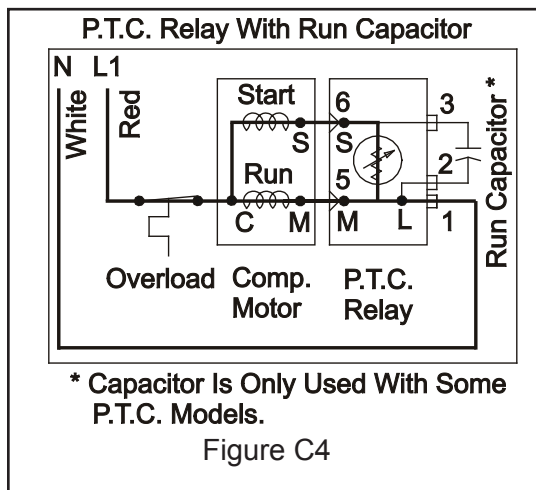 P.T.C. Relay With Run Capacitor
N L1
White
Red
Start
Run
S
C
M
6
S
5
M
L
3
2
1
Run Capacitor *
Overload
Comp.
Motor
P.T.C.
Relay
* Capacitor Is Only Used With Some
P.T.C. Models.
Figure C4